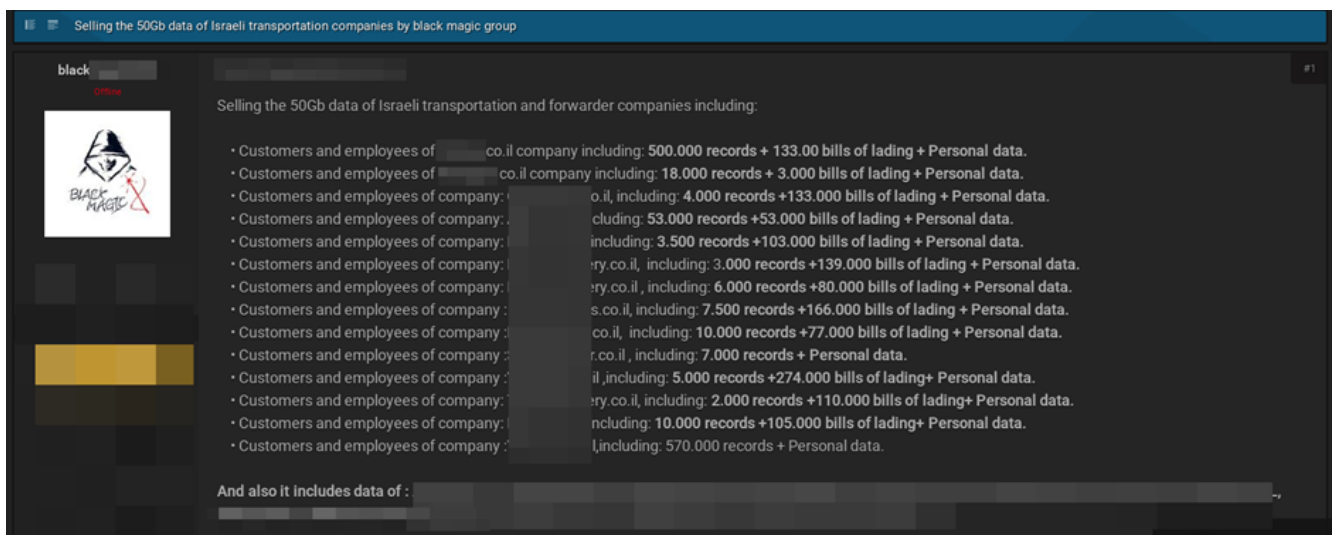 Selling the 50Gb data of Israeli transportation companies by black magic group
black
Offline
#1
BLACK
MAGIC
Selling the 50Gb data of Israeli transportation and forwarder companies including:
• Customers and employees of co.il company including: 500.000 records + 133.00 bills of lading + Personal data.
• Customers and employees of co.il company including: 18.000 records + 3.000 bills of lading + Personal data.
• Customers and employees of company: o.il, including: 4.000 records +133.000 bills of lading + Personal data.
• Customers and employees of company: cluding: 53.000 records +53.000 bills of lading + Personal data.
• Customers and employees of company: including: 3.500 records +103.000 bills of lading + Personal data.
• Customers and employees of company: ery.co.il, including: 3.000 records +139.000 bills of lading + Personal data.
• Customers and employees of company: ery.co.il , including: 6.000 records +80.000 bills of lading + Personal data.
• Customers and employees of company : s.co.il, including: 7.500 records +166.000 bills of lading + Personal data.
• Customers and employees of company : co.il, including: 10.000 records +77.000 bills of lading + Personal data.
• Customers and employees of company : r.co.il , including: 7.000 records + Personal data.
• Customers and employees of company : il ,including: 5.000 records +274.000 bills of lading+ Personal data.
• Customers and employees of company: ery.co.il, including: 2.000 records +110.000 bills of lading+ Personal data.
• Customers and employees of company: ncluding: 10.000 records +105.000 bills of lading+ Personal data.
• Customers and employees of company : l,including: 570.000 records + Personal data.
And also it includes data of :